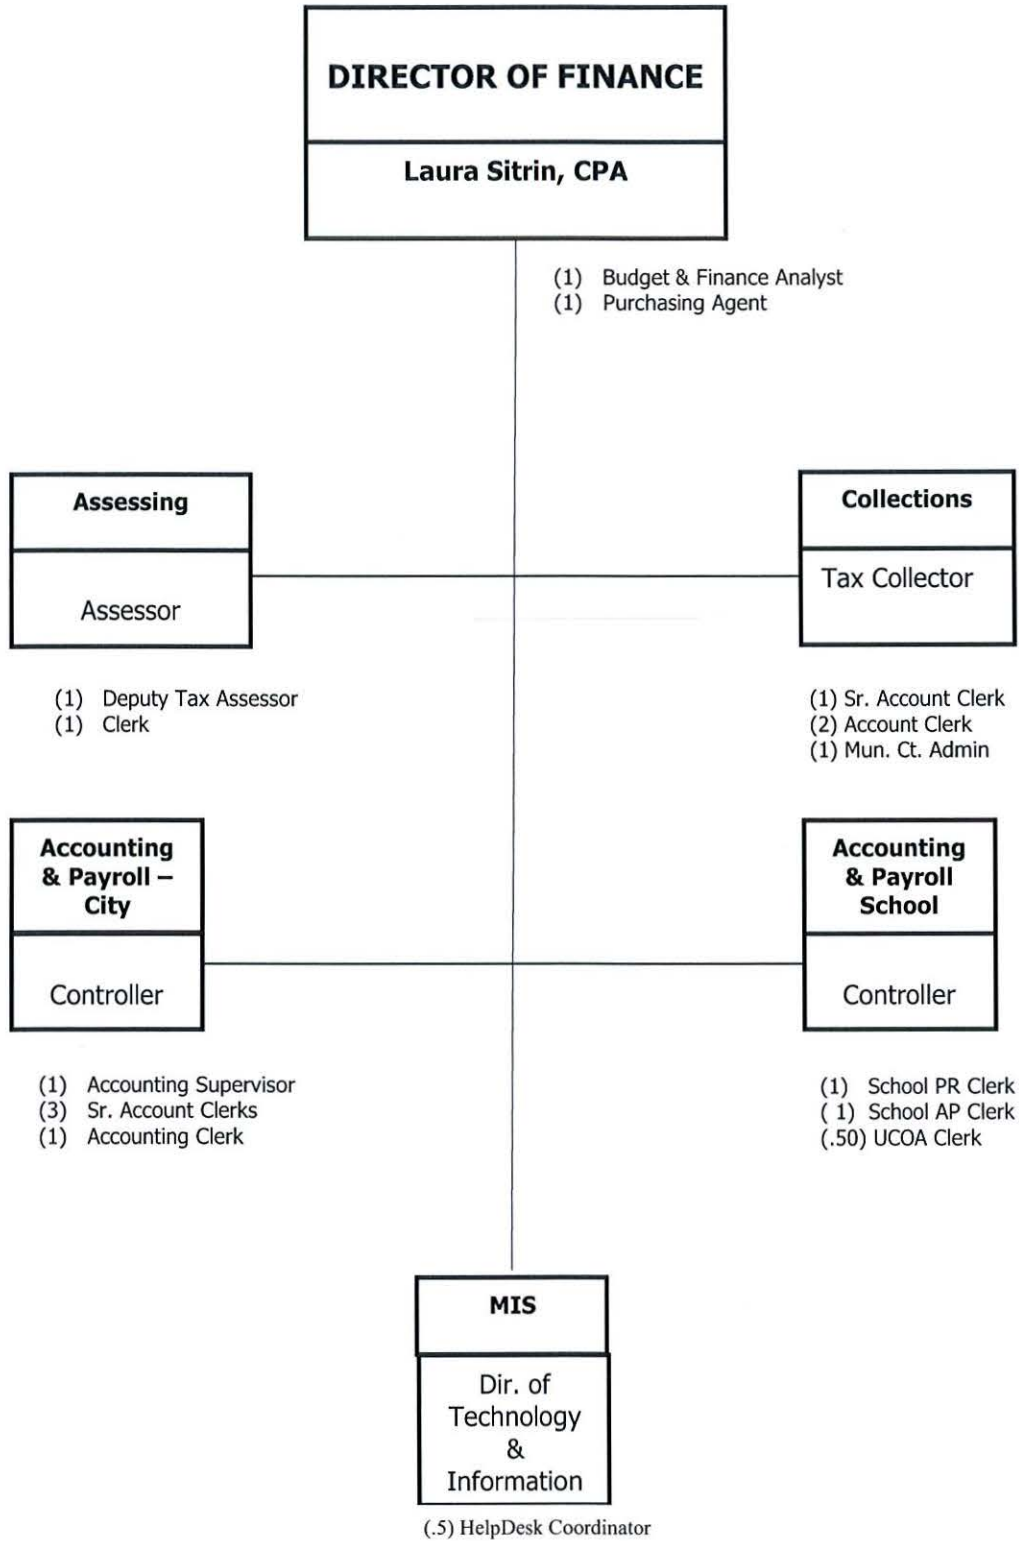 DIRECTOR OF FINANCE
Laura Sitrin, CPA
(1) Budget & Finance Analyst
(1) Purchasing Agent
Assessing
Assessor
(1) Deputy Tax Assessor
(1) Clerk
Collections
Tax Collector
(1) Sr. Account Clerk
(2) Account Clerk
(1) Mun. Ct. Admin
Accounting
& Payroll –
City
Controller
(1) Accounting Supervisor
(3) Sr. Account Clerks
(1) Accounting Clerk
Accounting
& Payroll
School
Controller
(1) School PR Clerk
( 1) School AP Clerk
(.50) UCOA Clerk
MIS
Dir. of
Technology
&
Information
(.5) HelpDesk Coordinator